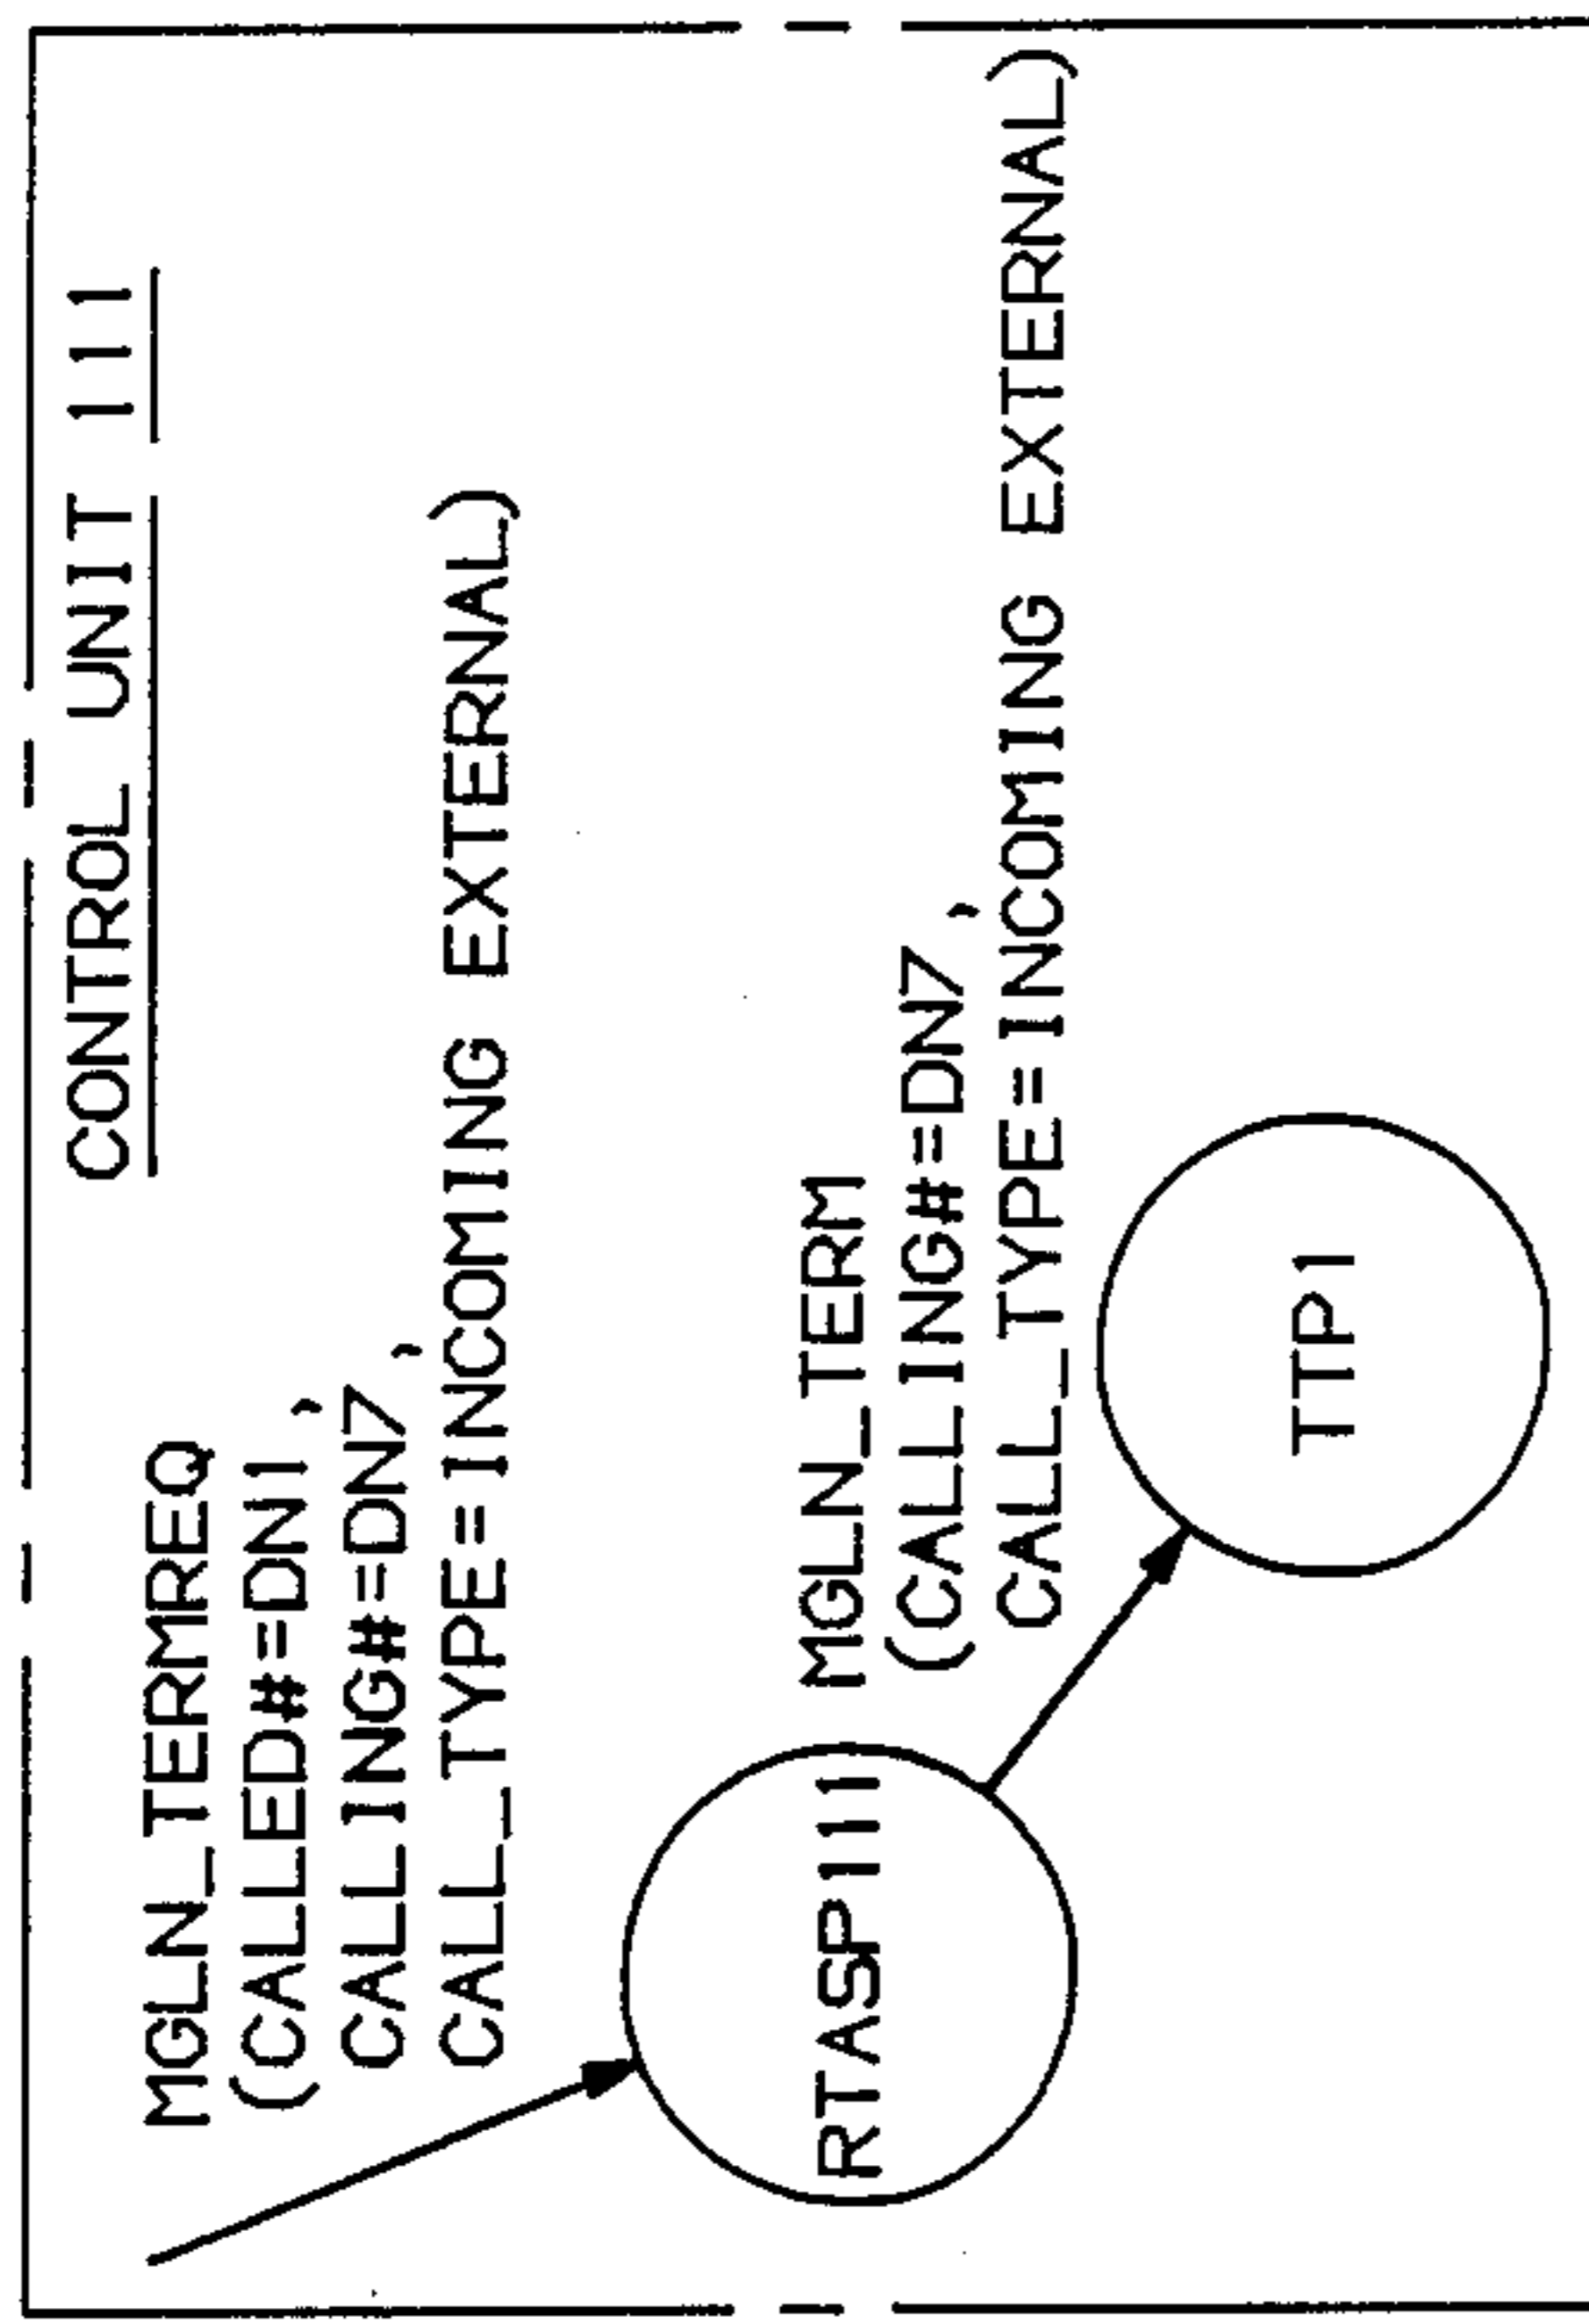 CONTROL UNIT 111
MGLN_TERMREQ
(CALLED#=DN1,
CALLING#=DN7,
CALL_TYPE=INCOMING EXTERNAL)
RTASP111
MGLN_TERM
(CALLING#=DN7,
CALL_TYPE=INCOMING EXTERNAL)
TTP1